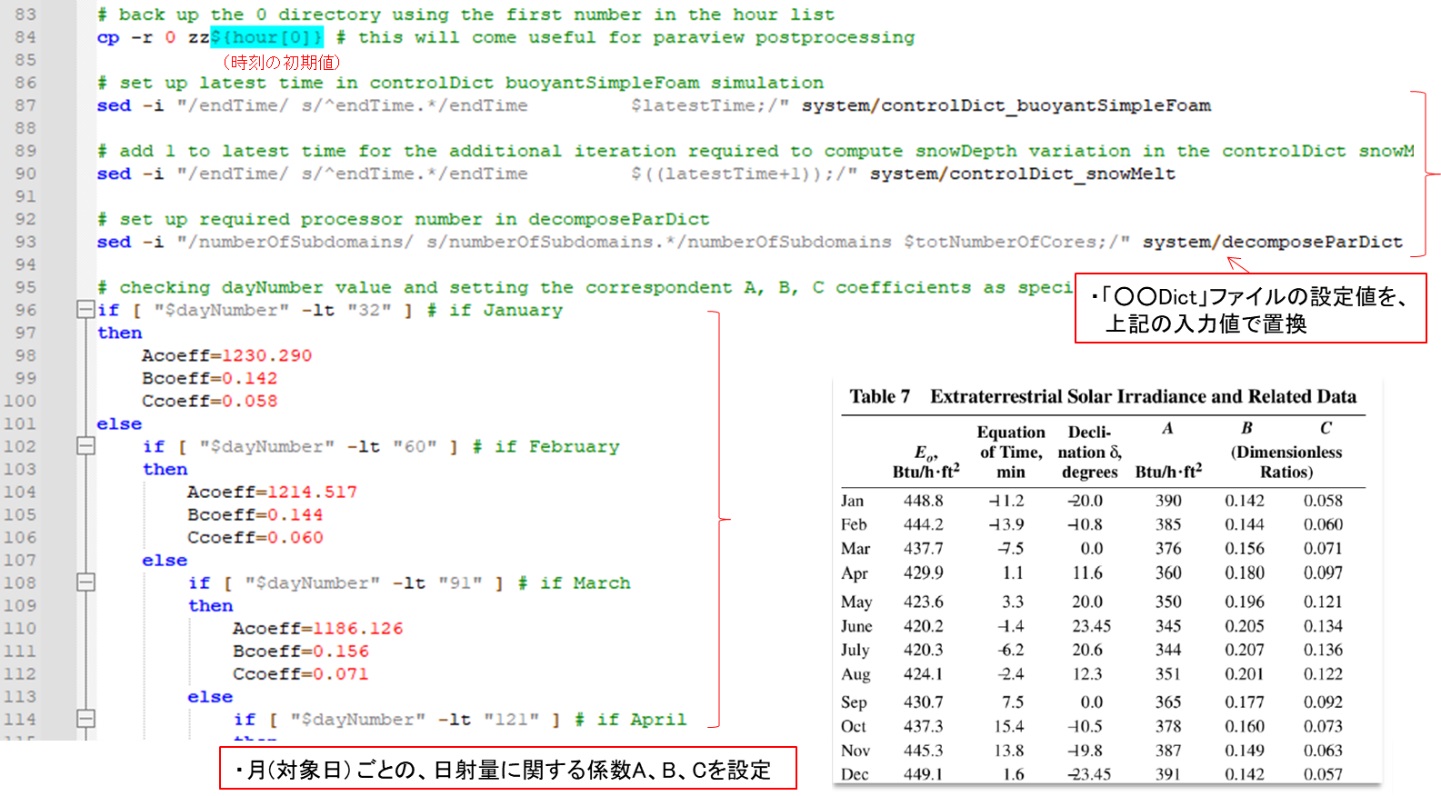 83 # back up the 0 directory using the first number in the hour list
84 cp -r 0 zz${hour[0]} # this will come useful for paraview postprocessing
85 (時刻の初期値)
86 # set up latest time in controlDict buoyantSimpleFoam simulation
87 sed -i "/endTime/ s/^endTime.*/endTime $latestTime;/" system/controlDict_buoyantSimpleFoam
88
89 # add 1 to latest time for the additional iteration required to compute snowDepth variation in the controlDict snowM
90 sed -i "/endTime/ s/^endTime.*/endTime $((latestTime+1));/" system/controlDict_snowMelt
91
92 # set up required processor number in decomposeParDict
93 sed -i "/numberOfSubdomains/ s/numberOfSubdomains.*/numberOfSubdomains $totNumberOfCores;/" system/decomposeParDict
94
95 # checking dayNumber value and setting the correspondent A, B, C coefficients as speci
96 if [ "$dayNumber" -lt "32" ] # if January
97 then
98 Acoeff=1230.290
99 Bcoeff=0.142
100 Ccoeff=0.058
101 else
102 if [ "$dayNumber" -lt "60" ] # if February
103 then
104 Acoeff=1214.517
105 Bcoeff=0.144
106 Ccoeff=0.060
107 else
108 if [ "$dayNumber" -lt "91" ] # if March
109 then
110 Acoeff=1186.126
111 Bcoeff=0.156
112 Ccoeff=0.071
113 else
114 if [ "$dayNumber" -lt "121" ] # if April
・「〇〇Dict」ファイルの設定値を、
上記の入力値で置換
・月(対象日)ごとの、日射量に関する係数A、B、Cを設定
Table 7 Extraterrestrial Solar Irradiance and Related Data
Eo, Btu/h·ft² Equation of Time, min Declination δ, degrees A Btu/h·ft² B C (Dimensionless Ratios)
Jan 448.8 –11.2 –20.0 390 0.142 0.058
Feb 444.2 –13.9 –10.8 385 0.144 0.060
Mar 437.7 –7.5 0.0 376 0.156 0.071
Apr 429.9 1.1 11.6 360 0.180 0.097
May 423.6 3.3 20.0 350 0.196 0.121
June 420.2 –1.4 23.45 345 0.205 0.134
July 420.3 –6.2 20.6 344 0.207 0.136
Aug 424.1 –2.4 12.3 351 0.201 0.122
Sep 430.7 7.5 0.0 365 0.177 0.092
Oct 437.3 15.4 –10.5 378 0.160 0.073
Nov 445.3 13.8 –19.8 387 0.149 0.063
Dec 449.1 1.6 –23.45 391 0.142 0.057